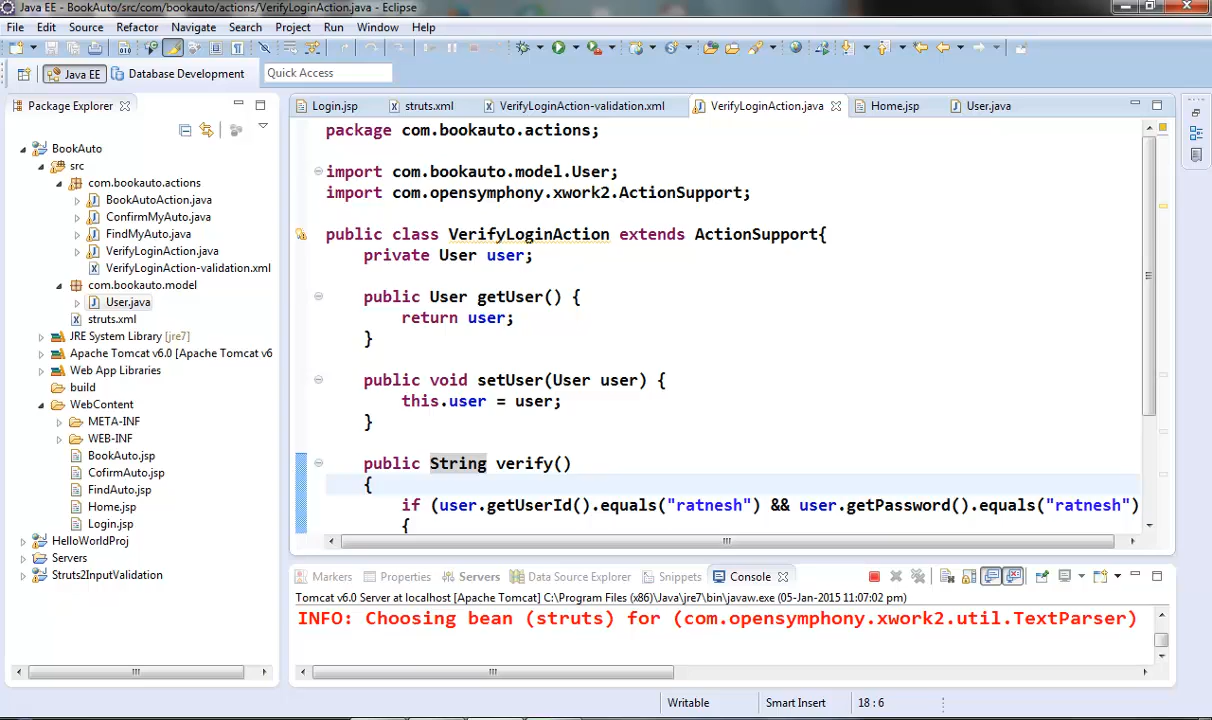 Java EE - BookAuto/src/com/bookauto/actions/VerifyLoginAction.java - Eclipse
File Edit Source Refactor Navigate Search Project Run Window Help
Java EE Database Development Quick Access
Package Explorer
BookAuto
src
com.bookauto.actions
BookAutoAction.java
ConfirmMyAuto.java
FindMyAuto.java
VerifyLoginAction.java
VerifyLoginAction-validation.xml
com.bookauto.model
User.java
struts.xml
JRE System Library [jre7]
Apache Tomcat v6.0 [Apache Tomcat v6
Web App Libraries
build
WebContent
META-INF
WEB-INF
BookAuto.jsp
CofirmAuto.jsp
FindAuto.jsp
Home.jsp
Login.jsp
HelloWorldProj
Servers
Struts2InputValidation
Login.jsp struts.xml VerifyLoginAction-validation.xml VerifyLoginAction.java Home.jsp User.java
package com.bookauto.actions;
import com.bookauto.model.User;
import com.opensymphony.xwork2.ActionSupport;
public class VerifyLoginAction extends ActionSupport{
private User user;
public User getUser() {
return user;
}
public void setUser(User user) {
this.user = user;
}
public String verify()
{
if (user.getUserId().equals("ratnesh") && user.getPassword().equals("ratnesh")
{
Markers Properties Servers Data Source Explorer Snippets Console
Tomcat v6.0 Server at localhost [Apache Tomcat] C:\Program Files (x86)\Java\jre7\bin\javaw.exe (05-Jan-2015 11:07:02 pm)
INFO: Choosing bean (struts) for (com.opensymphony.xwork2.util.TextParser)
Writable Smart Insert 18 : 6